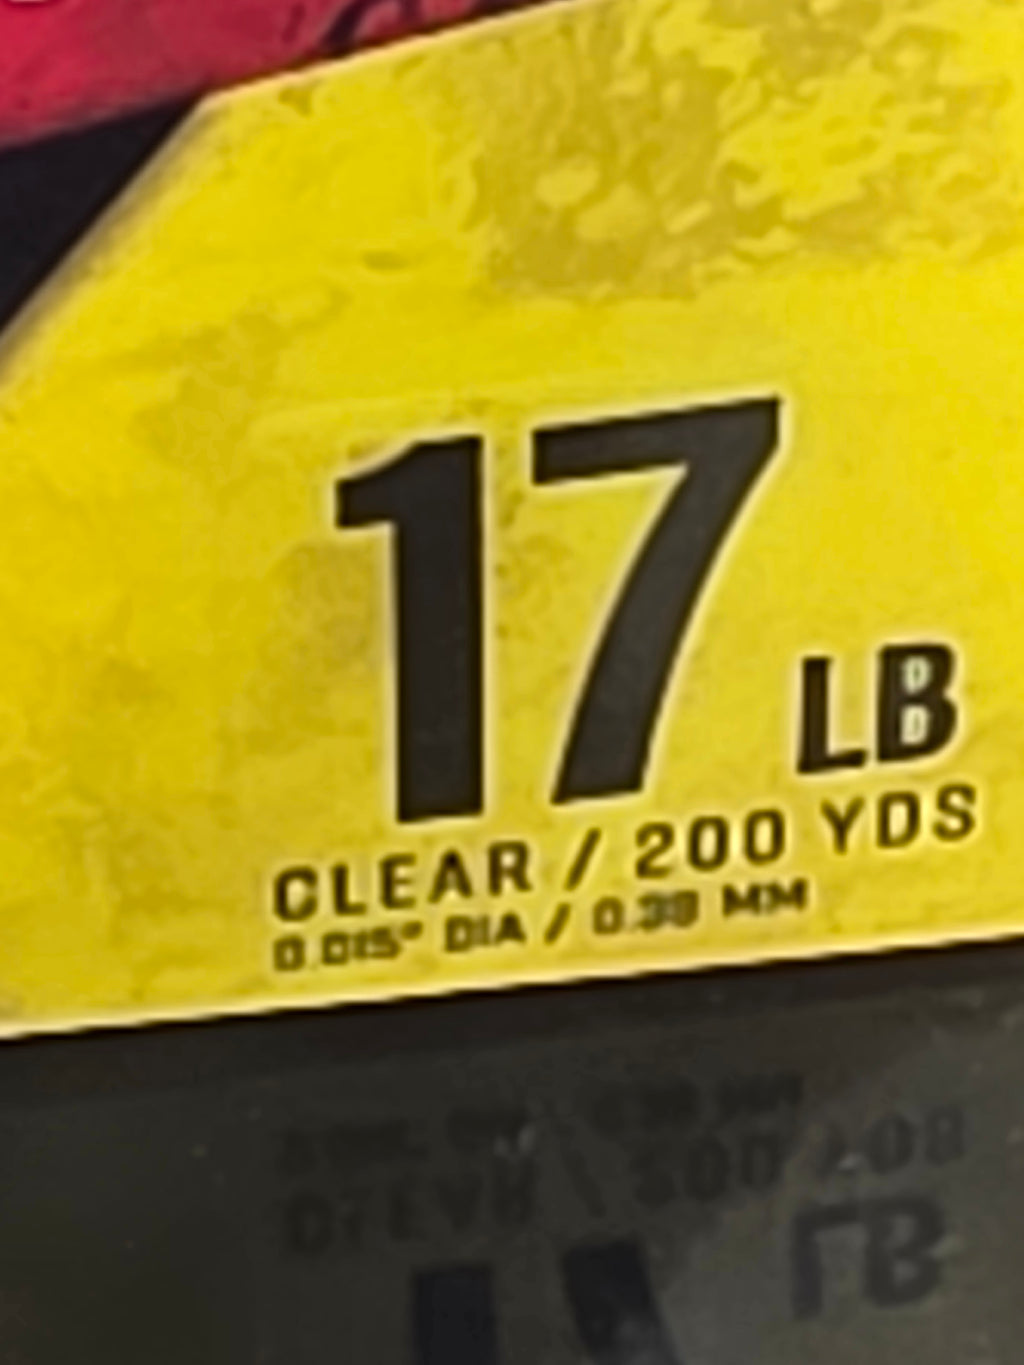 17 LB
CLEAR / 200 YDS
0.015" DIA / 0.38 MM